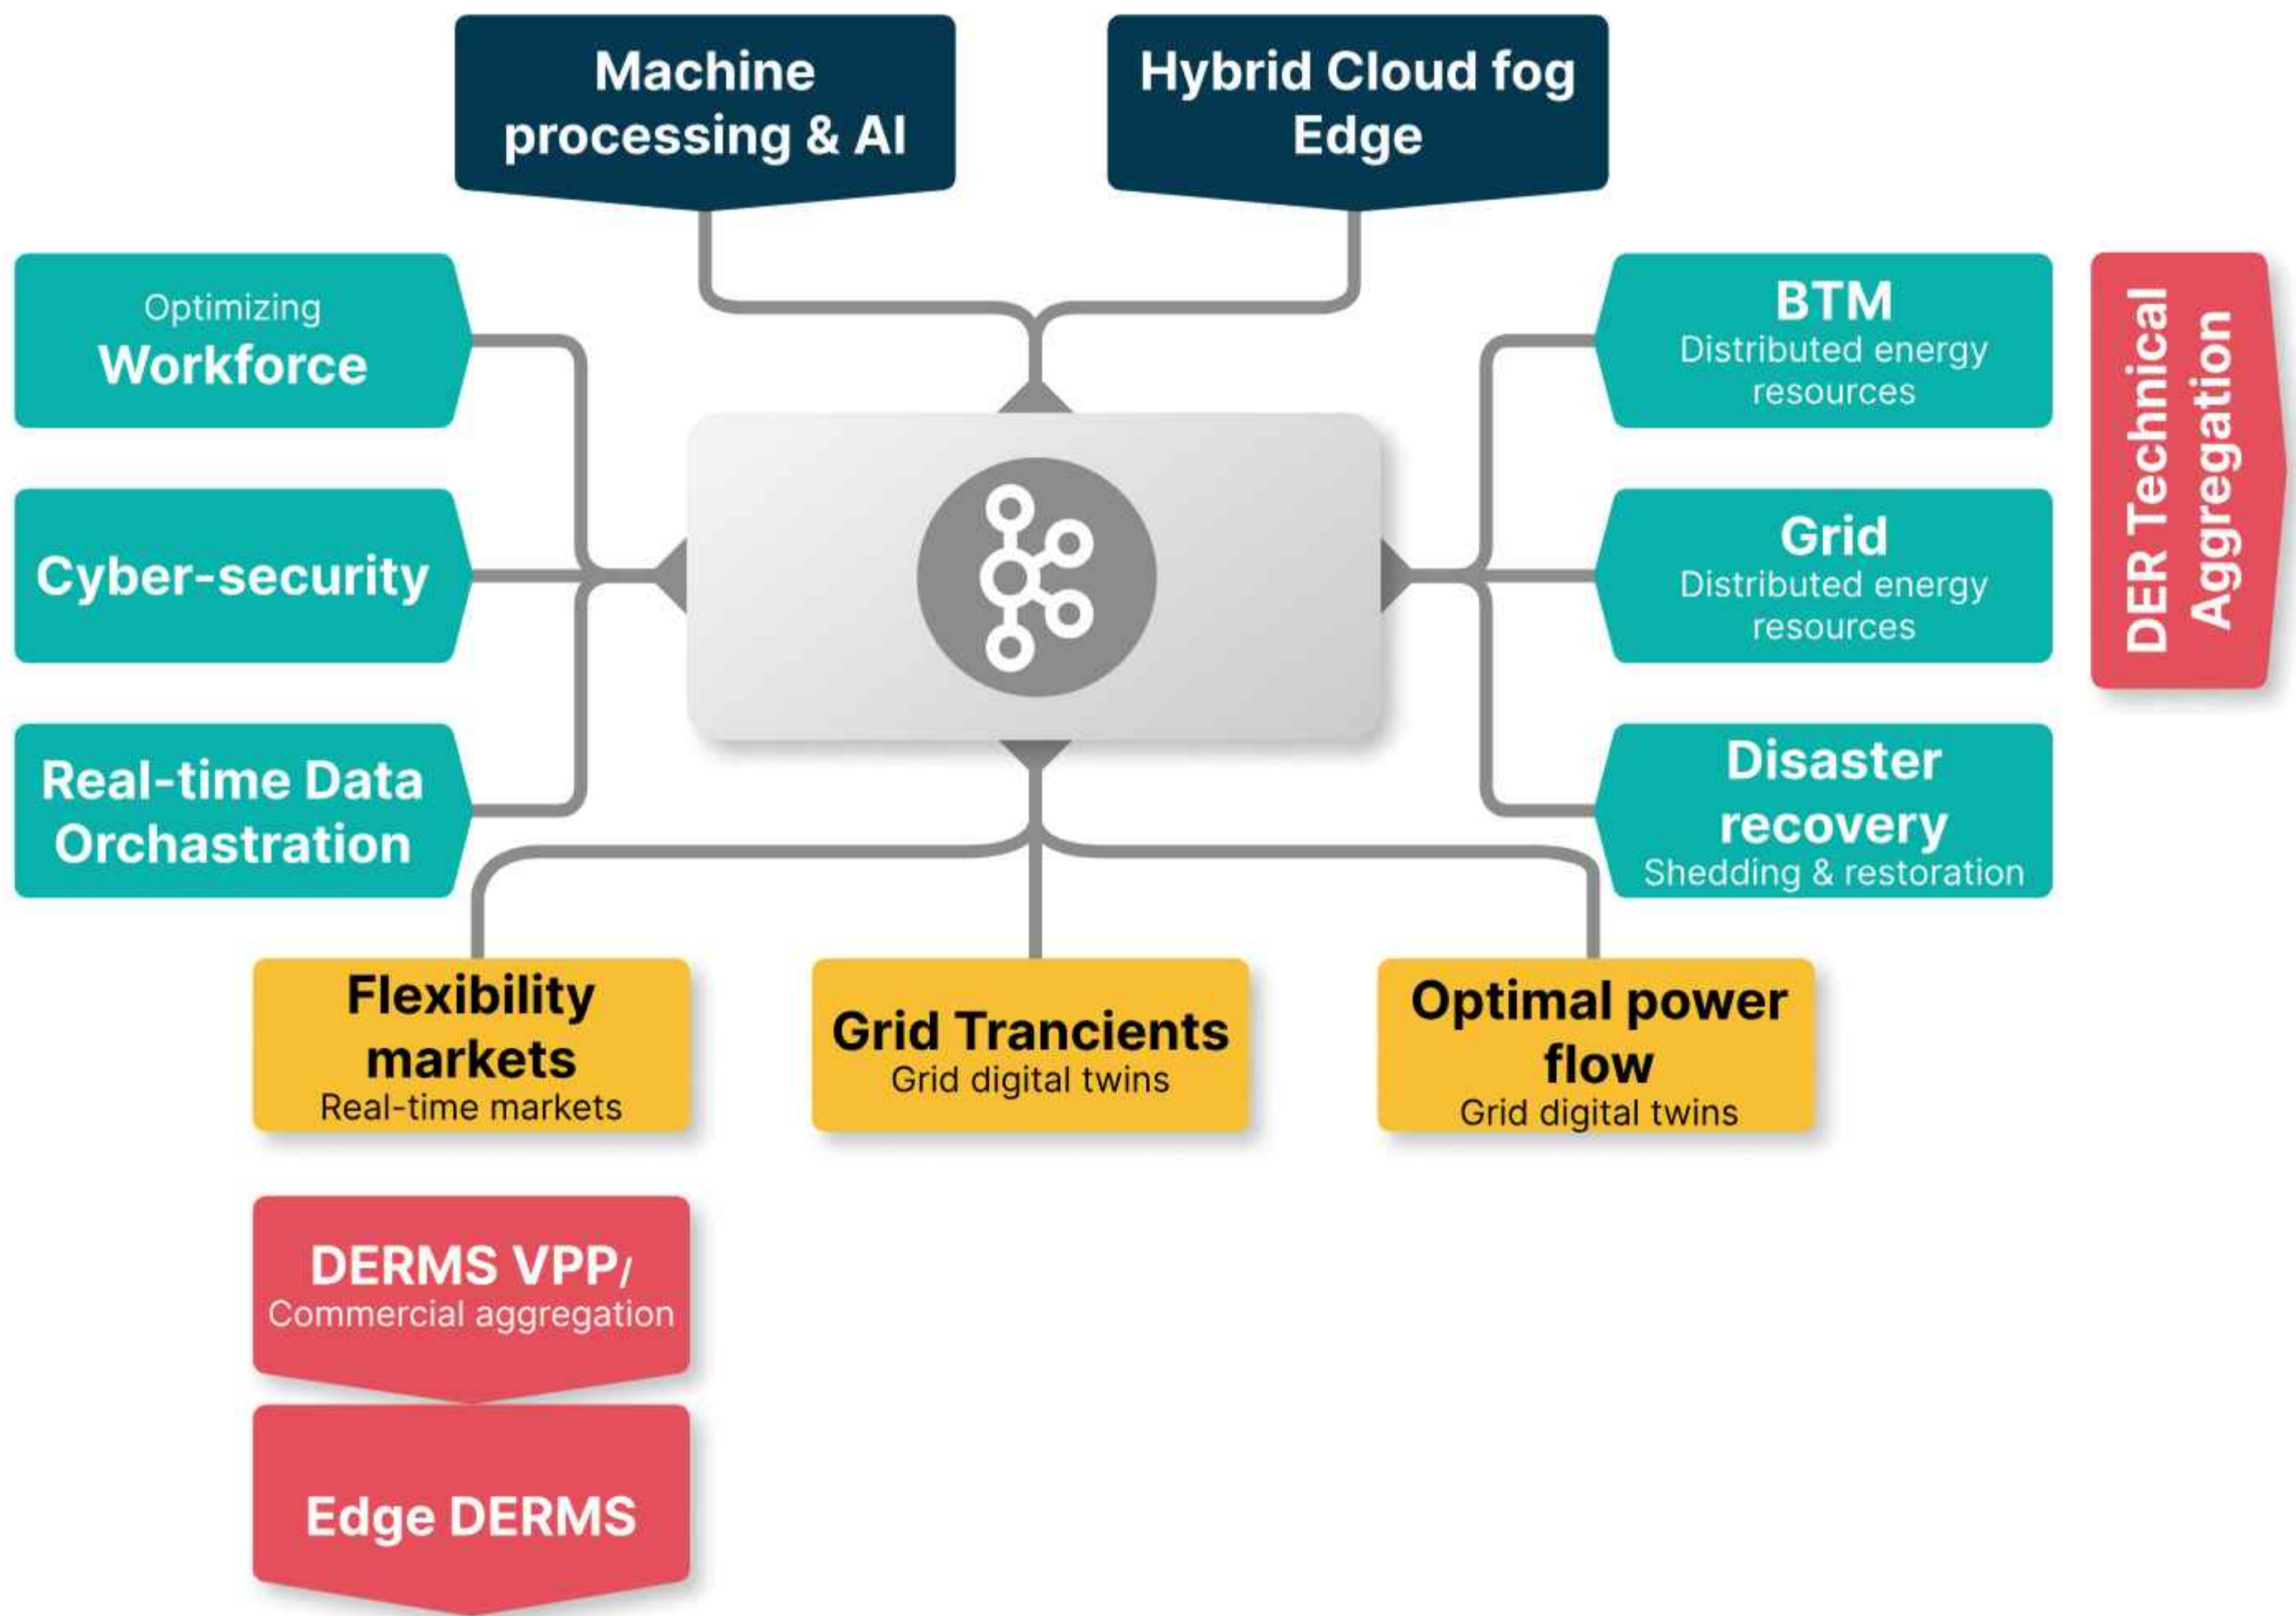 Machine
processing & AI
Hybrid Cloud fog
Edge
Optimizing
Workforce
Cyber-security
Real-time Data
Orchastration
BTM
Distributed energy
resources
Grid
Distributed energy
resources
Disaster
recovery
Shedding & restoration
DER Technical
Aggregation
Flexibility
markets
Real-time markets
Grid Trancients
Grid digital twins
Optimal power
flow
Grid digital twins
DERMS VPP/
Commercial aggregation
Edge DERMS